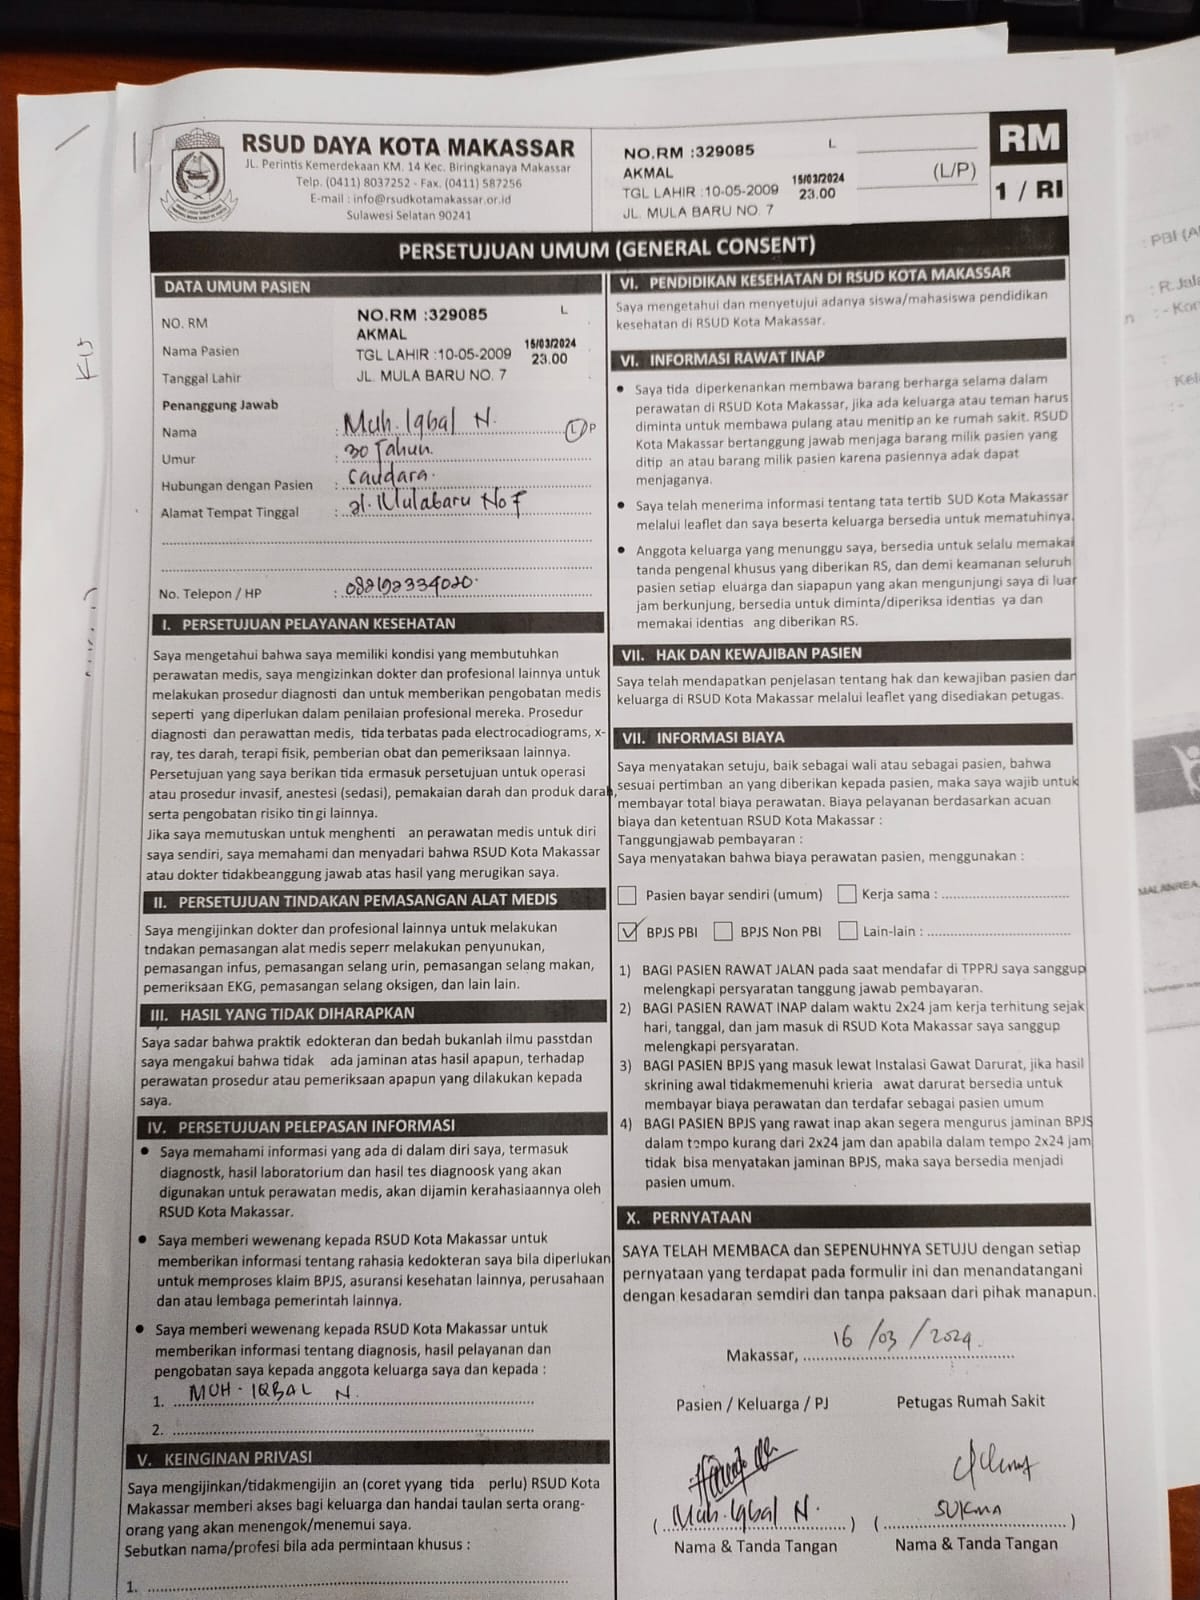 RSUD DAYA KOTA MAKASSAR
JL. Perintis Kemerdekaan KM. 14 Kec. Biringkanaya Makassar
Telp. (0411) 8037252 - Fax. (0411) 587256
E-mail : info@rsudkotamakassar.or.id
Sulawesi Selatan 90241
NO.RM :329085 L
AKMAL
TGL LAHIR :10-05-2009 15/03/2024 23.00
JL. MULA BARU NO. 7
(L/P)
RM
1 / RI
PERSETUJUAN UMUM (GENERAL CONSENT)
DATA UMUM PASIEN
NO. RM
Nama Pasien
Tanggal Lahir
NO.RM :329085 L
AKMAL
TGL LAHIR :10-05-2009 15/03/2024 23.00
JL. MULA BARU NO. 7
Penanggung Jawab
Nama : Muh. Iqbal N. L P
Umur : 30 Tahun
Hubungan dengan Pasien : Saudara
Alamat Tempat Tinggal : Jl. Mulabaru No 7
No. Telepon / HP :
I. PERSETUJUAN PELAYANAN KESEHATAN
Saya mengetahui bahwa saya memiliki kondisi yang membutuhkan
perawatan medis, saya mengizinkan dokter dan profesional lainnya untuk
melakukan prosedur diagnosti dan untuk memberikan pengobatan medis
seperti yang diperlukan dalam penilaian profesional mereka. Prosedur
diagnosti dan perawattan medis, tida terbatas pada electrocadiograms, x-
ray, tes darah, terapi fisik, pemberian obat dan pemeriksaan lainnya.
Persetujuan yang saya berikan tida ermasuk persetujuan untuk operasi
atau prosedur invasif, anestesi (sedasi), pemakaian darah dan produk darah,
serta pengobatan risiko tin gi lainnya.
Jika saya memutuskan untuk menghenti an perawatan medis untuk diri
saya sendiri, saya memahami dan menyadari bahwa RSUD Kota Makassar
atau dokter tidakbeanggung jawab atas hasil yang merugikan saya.
II. PERSETUJUAN TINDAKAN PEMASANGAN ALAT MEDIS
Saya mengijinkan dokter dan profesional lainnya untuk melakukan
tndakan pemasangan alat medis seperr melakukan penyunukan,
pemasangan infus, pemasangan selang urin, pemasangan selang makan,
pemeriksaan EKG, pemasangan selang oksigen, dan lain lain.
III. HASIL YANG TIDAK DIHARAPKAN
Saya sadar bahwa praktik edokteran dan bedah bukanlah ilmu passtdan
saya mengakui bahwa tidak ada jaminan atas hasil apapun, terhadap
perawatan prosedur atau pemeriksaan apapun yang dilakukan kepada
saya.
IV. PERSETUJUAN PELEPASAN INFORMASI
• Saya memahami informasi yang ada di dalam diri saya, termasuk
diagnostk, hasil laboratorium dan hasil tes diagnoosk yang akan
digunakan untuk perawatan medis, akan dijamin kerahasiaannya oleh
RSUD Kota Makassar.
• Saya memberi wewenang kepada RSUD Kota Makassar untuk
memberikan informasi tentang rahasia kedokteran saya bila diperlukan
untuk memproses klaim BPJS, asuransi kesehatan lainnya, perusahaan
dan atau lembaga pemerintah lainnya.
• Saya memberi wewenang kepada RSUD Kota Makassar untuk
memberikan informasi tentang diagnosis, hasil pelayanan dan
pengobatan saya kepada anggota keluarga saya dan kepada :
1. MUH. IQBAL N.
2.
V. KEINGINAN PRIVASI
Saya mengijinkan/tidakmengijin an (coret yyang tida perlu) RSUD Kota
Makassar memberi akses bagi keluarga dan handai taulan serta orang-
orang yang akan menengok/menemui saya.
Sebutkan nama/profesi bila ada permintaan khusus :
1.
VI. PENDIDIKAN KESEHATAN DI RSUD KOTA MAKASSAR
Saya mengetahui dan menyetujui adanya siswa/mahasiswa pendidikan
kesehatan di RSUD Kota Makassar.
VI. INFORMASI RAWAT INAP
• Saya tida diperkenankan membawa barang berharga selama dalam
perawatan di RSUD Kota Makassar, jika ada keluarga atau teman harus
diminta untuk membawa pulang atau menitip an ke rumah sakit. RSUD
Kota Makassar bertanggung jawab menjaga barang milik pasien yang
ditip an atau barang milik pasien karena pasiennya adak dapat
menjaganya.
• Saya telah menerima informasi tentang tata tertib SUD Kota Makassar
melalui leaflet dan saya beserta keluarga bersedia untuk mematuhinya.
• Anggota keluarga yang menunggu saya, bersedia untuk selalu memakai
tanda pengenal khusus yang diberikan RS, dan demi keamanan seluruh
pasien setiap eluarga dan siapapun yang akan mengunjungi saya di luar
jam berkunjung, bersedia untuk diminta/diperiksa identias ya dan
memakai identias ang diberikan RS.
VII. HAK DAN KEWAJIBAN PASIEN
Saya telah mendapatkan penjelasan tentang hak dan kewajiban pasien dan
keluarga di RSUD Kota Makassar melalui leaflet yang disediakan petugas.
VII. INFORMASI BIAYA
Saya menyatakan setuju, baik sebagai wali atau sebagai pasien, bahwa
sesuai pertimban an yang diberikan kepada pasien, maka saya wajib untuk
membayar total biaya perawatan. Biaya pelayanan berdasarkan acuan
biaya dan ketentuan RSUD Kota Makassar :
Tanggungjawab pembayaran :
Saya menyatakan bahwa biaya perawatan pasien, menggunakan :
Pasien bayar sendiri (umum) Kerja sama :
✓ BPJS PBI BPJS Non PBI Lain-lain :
1) BAGI PASIEN RAWAT JALAN pada saat mendafar di TPPRJ saya sanggup
melengkapi persyaratan tanggung jawab pembayaran.
2) BAGI PASIEN RAWAT INAP dalam waktu 2x24 jam kerja terhitung sejak
hari, tanggal, dan jam masuk di RSUD Kota Makassar saya sanggup
melengkapi persyaratan.
3) BAGI PASIEN BPJS yang masuk lewat Instalasi Gawat Darurat, jika hasil
skrining awal tidakmemenuhi krieria awat darurat bersedia untuk
membayar biaya perawatan dan terdafar sebagai pasien umum
4) BAGI PASIEN BPJS yang rawat inap akan segera mengurus jaminan BPJS
dalam tempo kurang dari 2x24 jam dan apabila dalam tempo 2x24 jam
tidak bisa menyatakan jaminan BPJS, maka saya bersedia menjadi
pasien umum.
X. PERNYATAAN
SAYA TELAH MEMBACA dan SEPENUHNYA SETUJU dengan setiap
pernyataan yang terdapat pada formulir ini dan menandatangani
dengan kesadaran semdiri dan tanpa paksaan dari pihak manapun.
Makassar, 16 / 03 / 2024
Pasien / Keluarga / PJ Petugas Rumah Sakit
( Muh. Iqbal N. ) ( SUKMA )
Nama & Tanda Tangan Nama & Tanda Tangan